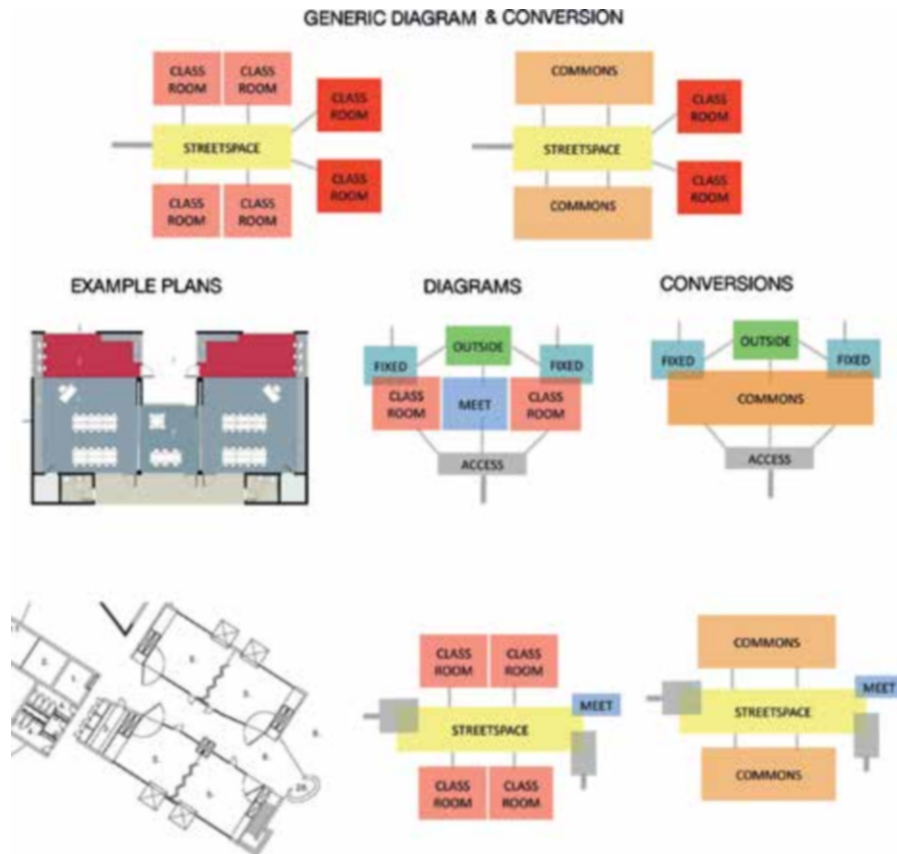 GENERIC DIAGRAM & CONVERSION
CLASS
ROOM
CLASS
ROOM
CLASS
ROOM
STREETSPACE
CLASS
ROOM
CLASS
ROOM
CLASS
ROOM
COMMONS
CLASS
ROOM
STREETSPACE
CLASS
ROOM
COMMONS
EXAMPLE PLANS
DIAGRAMS
CONVERSIONS
OUTSIDE
FIXED
FIXED
CLASS
ROOM
MEET
CLASS
ROOM
ACCESS
OUTSIDE
FIXED
FIXED
COMMONS
ACCESS
CLASS
ROOM
CLASS
ROOM
MEET
STREETSPACE
CLASS
ROOM
CLASS
ROOM
COMMONS
MEET
STREETSPACE
COMMONS